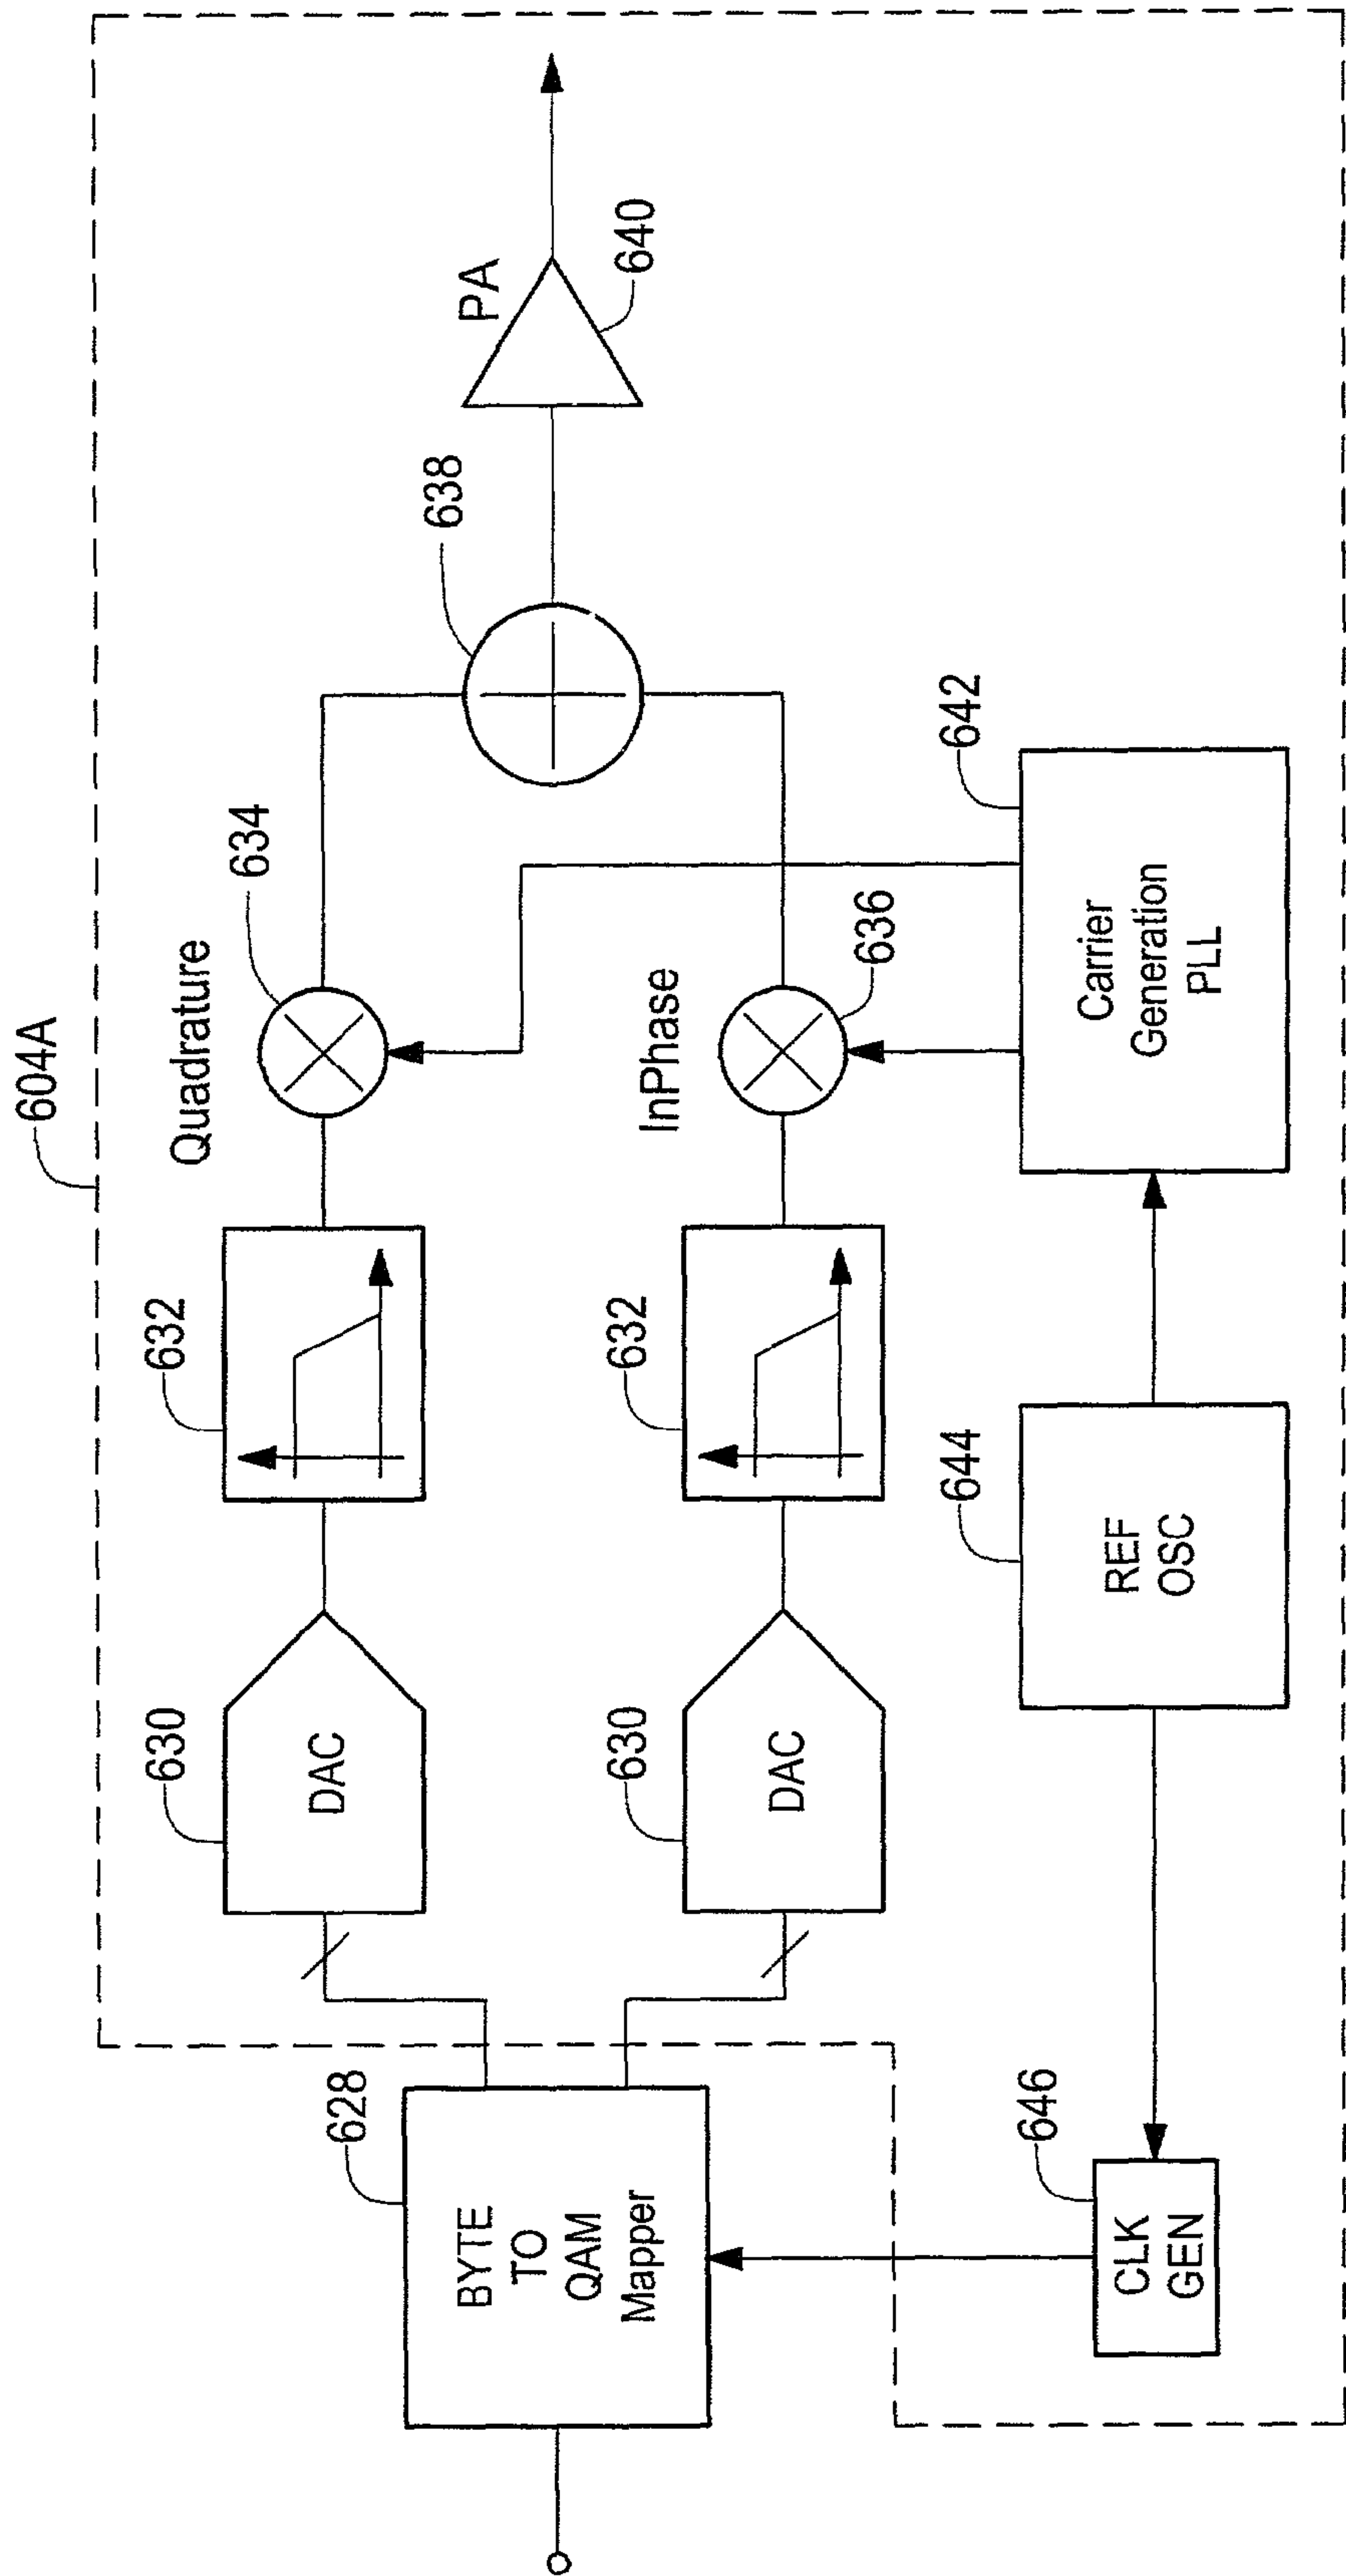 604A
Quadrature
634
632
630
638
PA
640
628
BYTE
TO
QAM
Mapper
630
DAC
DAC
632
InPhase
636
646
CLK
GEN
644
REF
OSC
642
Carrier
Generation
PLL